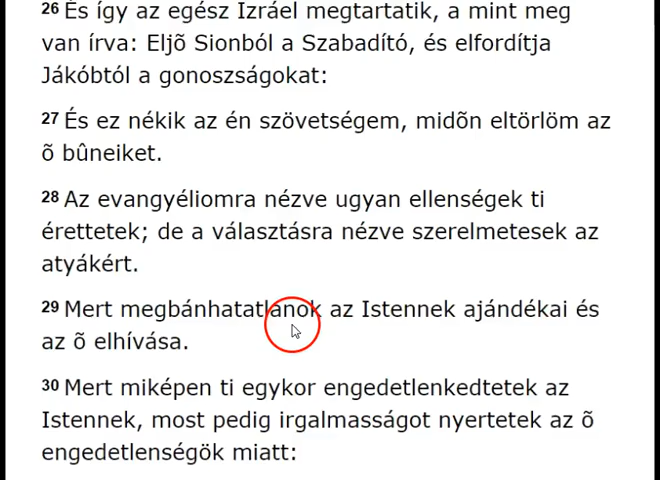 26 És így az egész Izráel megtartatik, a mint meg
van írva: Eljõ Sionból a Szabadító, és elfordítja
Jákóbtól a gonoszságokat:
27 És ez nékik az én szövetségem, midõn eltörlöm az
õ bûneiket.
28 Az evangyéliomra nézve ugyan ellenségek ti
érettetek; de a választásra nézve szerelmetesek az
atyákért.
29 Mert megbánhatatlanok az Istennek ajándékai és
az õ elhívása.
30 Mert miképen ti egykor engedetlenkedtetek az
Istennek, most pedig irgalmasságot nyertetek az õ
engedetlenségök miatt: